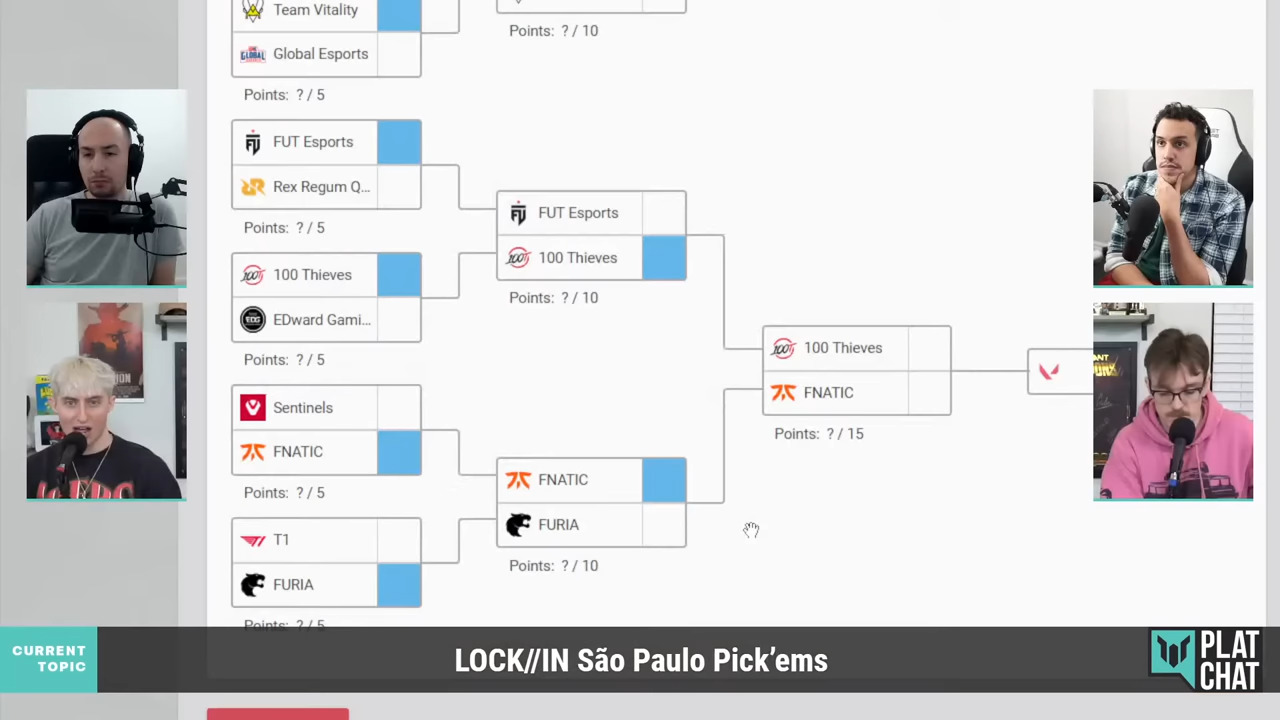 Team Vitality
Global Esports
Points: ? / 5
Points: ? / 10
FUT Esports
Rex Regum Q...
Points: ? / 5
100 Thieves
EDward Gami...
Points: ? / 5
FUT Esports
100 Thieves
Points: ? / 10
Sentinels
FNATIC
Points: ? / 5
T1
FURIA
Points: ? / 5
FNATIC
FURIA
Points: ? / 10
100 Thieves
FNATIC
Points: ? / 15
CURRENT
TOPIC
LOCK//IN São Paulo Pick’ems
PLAT
CHAT